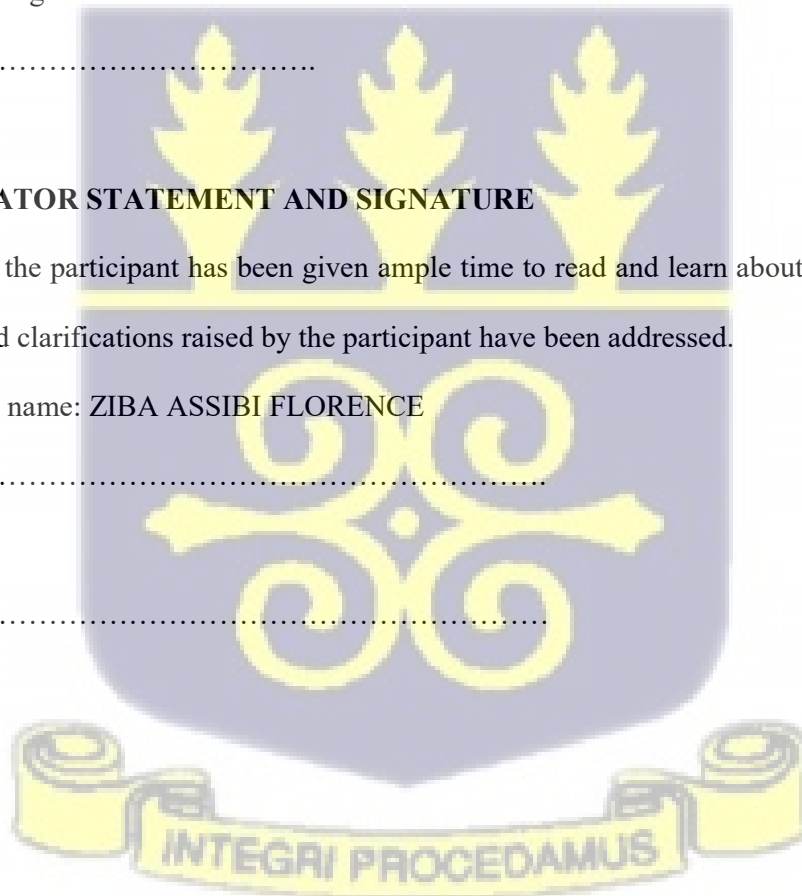 ………………………………….
ATOR STATEMENT AND SIGNATURE
the participant has been given ample time to read and learn about
d clarifications raised by the participant have been addressed.
name: ZIBA ASSIBI FLORENCE
……………………………………………………….
……………………………………………………….
INTEGRI PROCEDAMUS